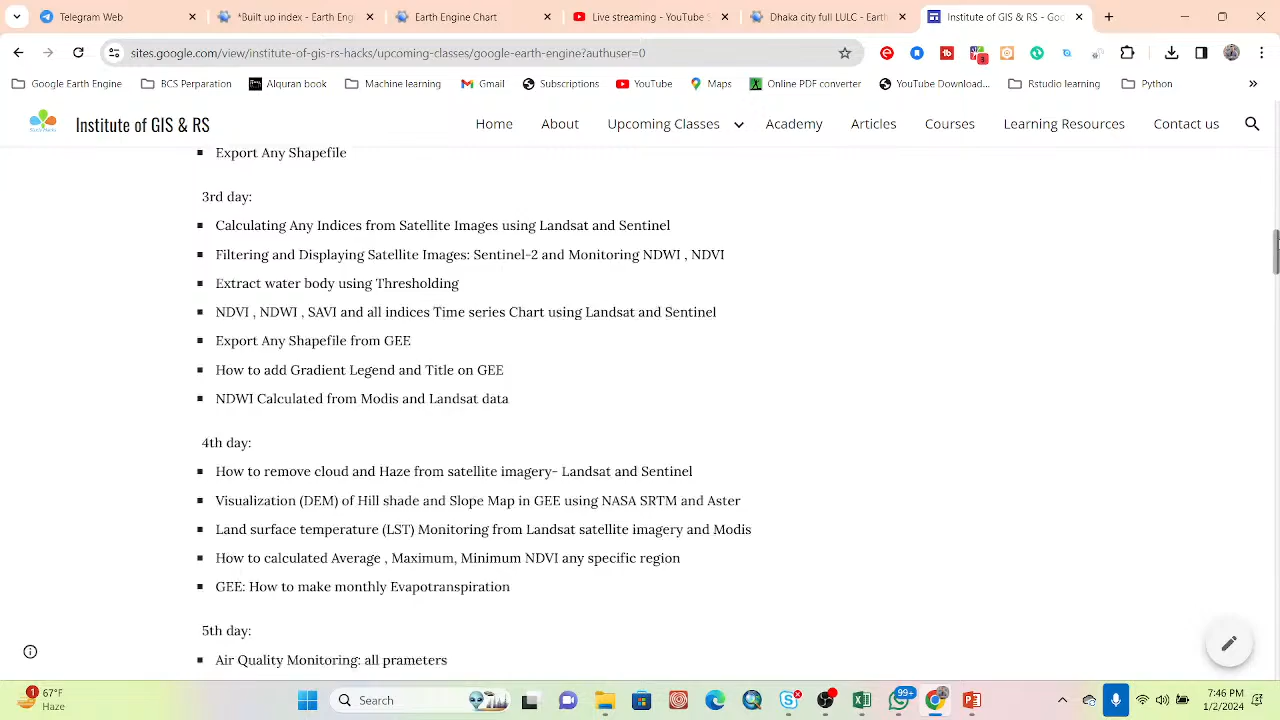 Telegram Web
*Built up index - Earth Engi
Earth Engine Clud
Live streaming - YouTube
Dhaka city full LULC - Earth
Institute of GIS & RS - Goo
sites.google.com/view/institute-of-gis-rs-hacks/upcoming-classes/google-earth-engine?authuser=0
3
Google Earth Engine
BCS Preparation
Alquran book
Machine learning
Gmail
Subscriptions
YouTube
Maps
Online PDF converter
YouTube Download...
Rstudio learning
Python
»
Institute of GIS & RS
Home
About
Upcoming Classes
Academy
Articles
Courses
Learning Resources
Contact us
Export Any Shapefile
3rd day:
Calculating Any Indices from Satellite Images using Landsat and Sentinel
Filtering and Displaying Satellite Images: Sentinel-2 and Monitoring NDWI , NDVI
Extract water body using Thresholding
NDVI , NDWI , SAVI and all indices Time series Chart using Landsat and Sentinel
Export Any Shapefile from GEE
How to add Gradient Legend and Title on GEE
NDWI Calculated from Modis and Landsat data
4th day:
How to remove cloud and Haze from satellite imagery- Landsat and Sentinel
Visualization (DEM) of Hill shade and Slope Map in GEE using NASA SRTM and Aster
Land surface temperature (LST) Monitoring from Landsat satellite imagery and Modis
How to calculated Average , Maximum, Minimum NDVI any specific region
GEE: How to make monthly Evapotranspiration
5th day:
Air Quality Monitoring: all prameters
1
67°F
Haze
Search
99+
7:46 PM
1/2/2024